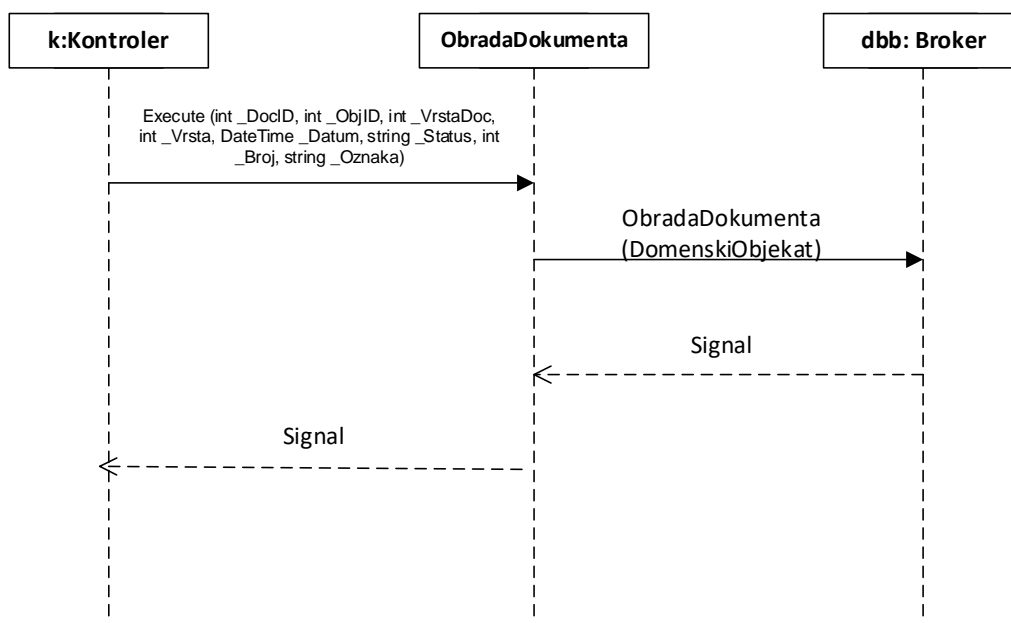 k:Kontroler
ObradaDokumenta
dbb: Broker
Execute (int _DocID, int _ObjID, int _VrstaDoc,
int _Vrsta, DateTime _Datum, string _Status, int
_Broj, string _Oznaka)
ObradaDokumenta
(DomenskiObjekat)
Signal
Signal